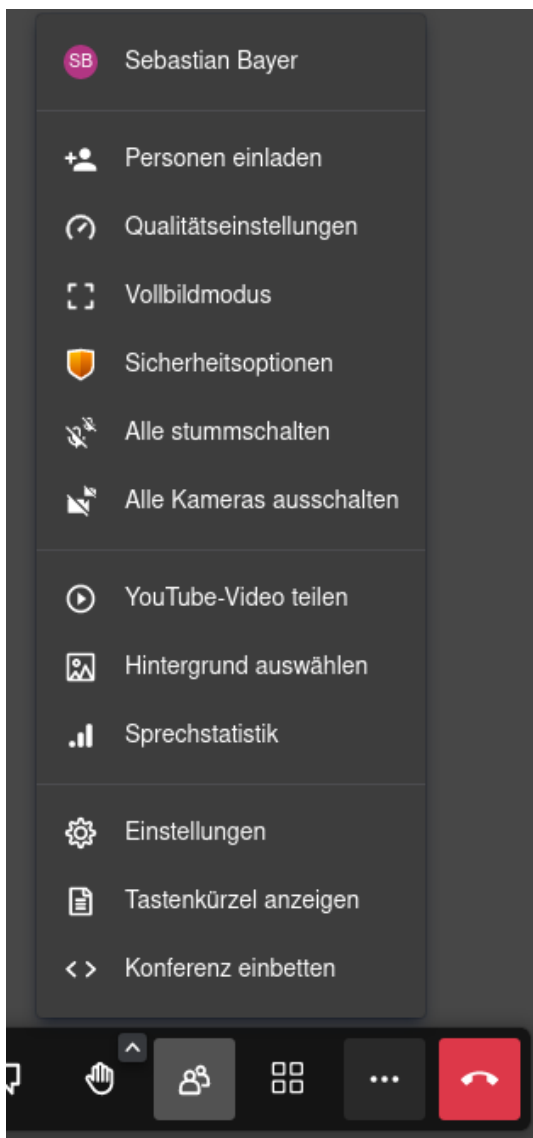 SB Sebastian Bayer
Personen einladen
Qualitätseinstellungen
Vollbildmodus
Sicherheitsoptionen
Alle stummschalten
Alle Kameras ausschalten
YouTube-Video teilen
Hintergrund auswählen
Sprechstatistik
Einstellungen
Tastenkürzel anzeigen
Konferenz einbetten